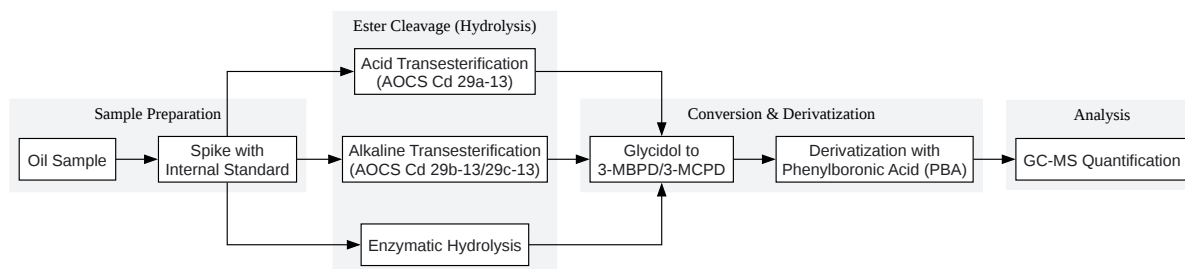 Sample Preparation
Oil Sample
Spike with
Internal Standard
Ester Cleavage (Hydrolysis)
Acid Transesterification
(AOCS Cd 29a-13)
Alkaline Transesterification
(AOCS Cd 29b-13/29c-13)
Enzymatic Hydrolysis
Conversion & Derivatization
Glycidol to
3-MBPD/3-MCPD
Derivatization with
Phenylboronic Acid (PBA)
Analysis
GC-MS Quantification